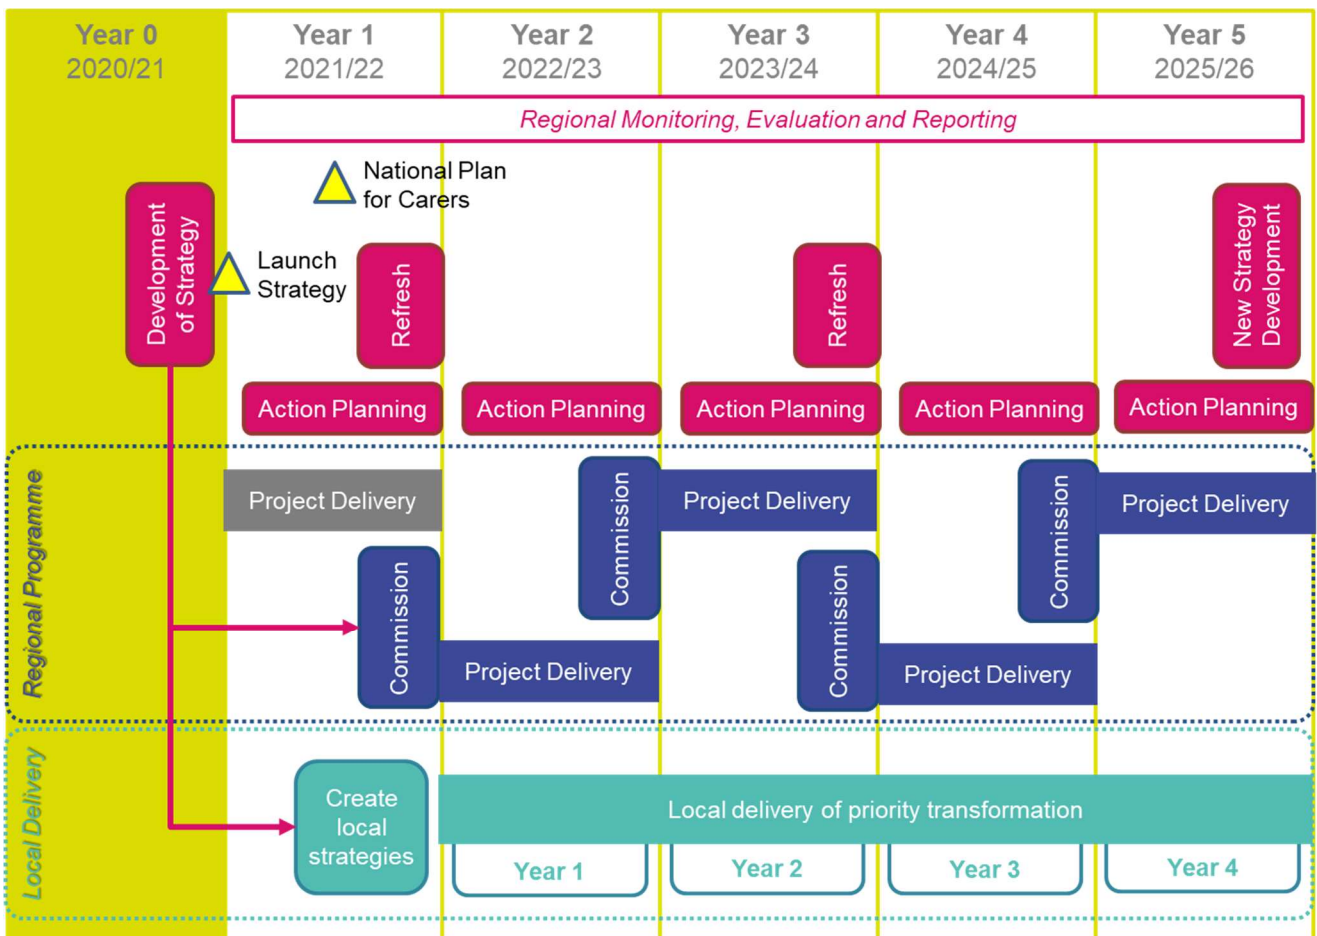 Year 0
2020/21
Year 1
2021/22
Year 2
2022/23
Year 3
2023/24
Year 4
2024/25
Year 5
2025/26
Regional Monitoring, Evaluation and Reporting
National Plan
for Carers
Development
of Strategy
Launch
Strategy
Refresh
Refresh
New Strategy
Development
Action Planning
Action Planning
Action Planning
Action Planning
Action Planning
Regional Programme
Project Delivery
Commission
Project Delivery
Commission
Project Delivery
Commission
Project Delivery
Commission
Project Delivery
Local Delivery
Create
local
strategies
Local delivery of priority transformation
Year 1
Year 2
Year 3
Year 4